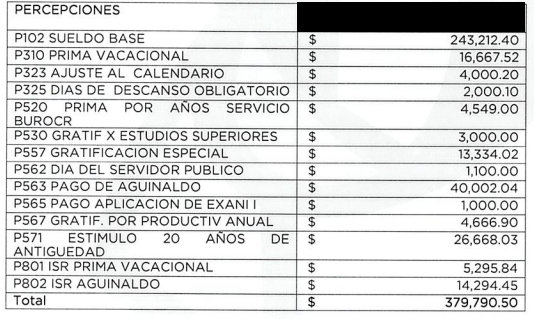 PERCEPCIONES
P102 SUELDO BASE $ 243,212.40
P310 PRIMA VACACIONAL $ 16,667.52
P323 AJUSTE AL CALENDARIO $ 4,000.20
P325 DIAS DE DESCANSO OBLIGATORIO $ 2,000.10
P520 PRIMA POR AÑOS SERVICIO $ 4,549.00
BUROCR
P530 GRATIF X ESTUDIOS SUPERIORES $ 3,000.00
P557 GRATIFICACION ESPECIAL $ 13,334.02
P562 DIA DEL SERVIDOR PUBLICO $ 1,100.00
P563 PAGO DE AGUINALDO $ 40,002.04
P565 PAGO APLICACION DE EXANI I $ 1,000.00
P567 GRATIF. POR PRODUCTIV ANUAL $ 4,666.90
P571 ESTIMULO 20 AÑOS DE $ 26,668.03
ANTIGUEDAD
P801 ISR PRIMA VACACIONAL $ 5,295.84
P802 ISR AGUINALDO $ 14,294.45
Total $ 379,790.50